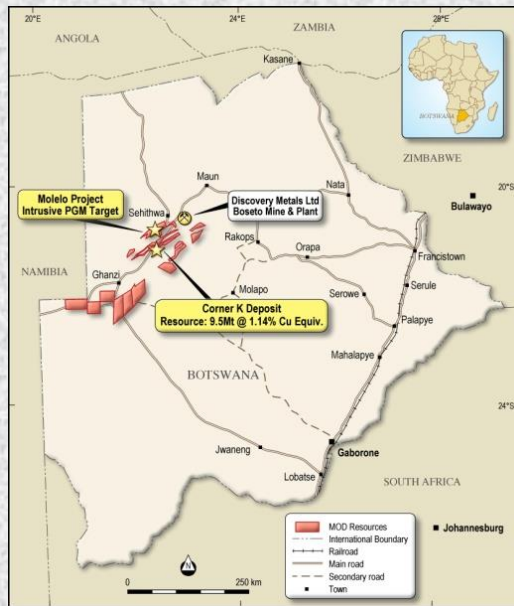 20°E
24°E
28°E
ZAMBIA
ANGOLA
Kasane
BOTSWANA
ZIMBABWE
Maun
Nata
20°S
Molelo Project
Intrusive PGM Target
Sehithwa
Discovery Metals Ltd
Boseto Mine & Plant
Bulawayo
Rakops
Orapa
Francistown
NAMIBIA
Ghanzi
Molapo
Serowe
Serule
Corner K Deposit
Resource: 9.5Mt @ 1.14% Cu Equiv.
Palapye
Mahalapye
BOTSWANA
24°S
Jwaneng
Gaborone
Lobatse
SOUTH AFRICA
MOD Resources
International Boundary
Railroad
Main road
Secondary road
Town
Johannesburg
N
0
250 km